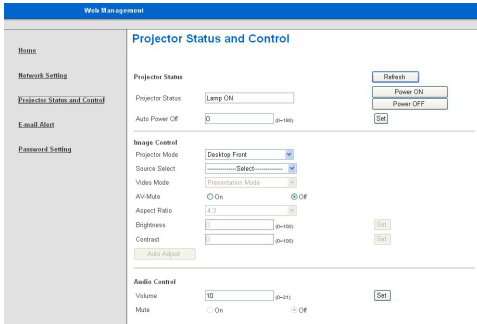 Web Management
Projector Status and Control
Home
Network Setting
Projector Status and Control
E-mail Alert
Password Setting
Projector Status Refresh
Power ON
Projector Status Lamp ON
Power OFF
Auto Power Off 0 (0~180) Set
Image Control
Projector Mode Desktop Front
Source Select --------------Select--------------
Video Mode Presentation Mode
AV-Mute On Off
Aspect Ratio 4:3
Brightness 0 (0~100) Set
Contrast 0 (0~100) Set
Auto Adjust
Audio Control
Volume 10 (0~31) Set
Mute On Off